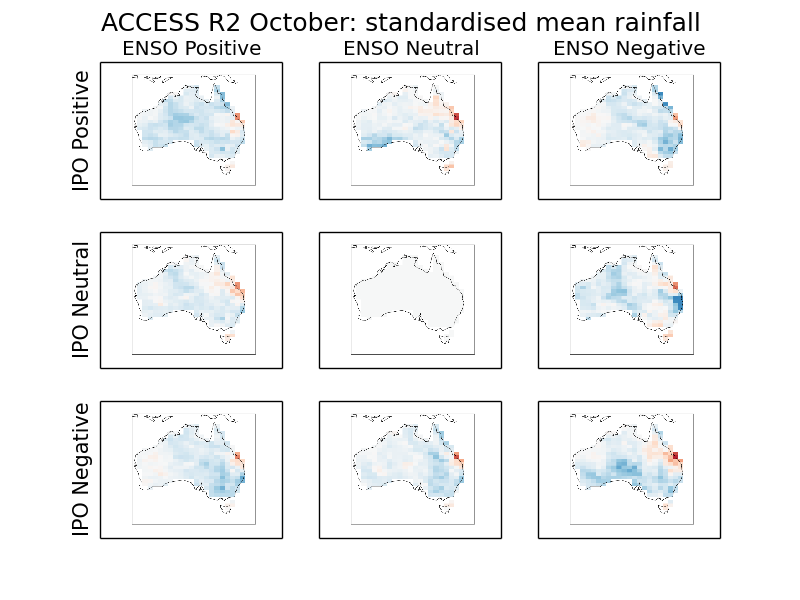 ACCESS R2 October: standardised mean rainfall
ENSO Positive
ENSO Neutral
ENSO Negative
IPO Positive
IPO Neutral
IPO Negative